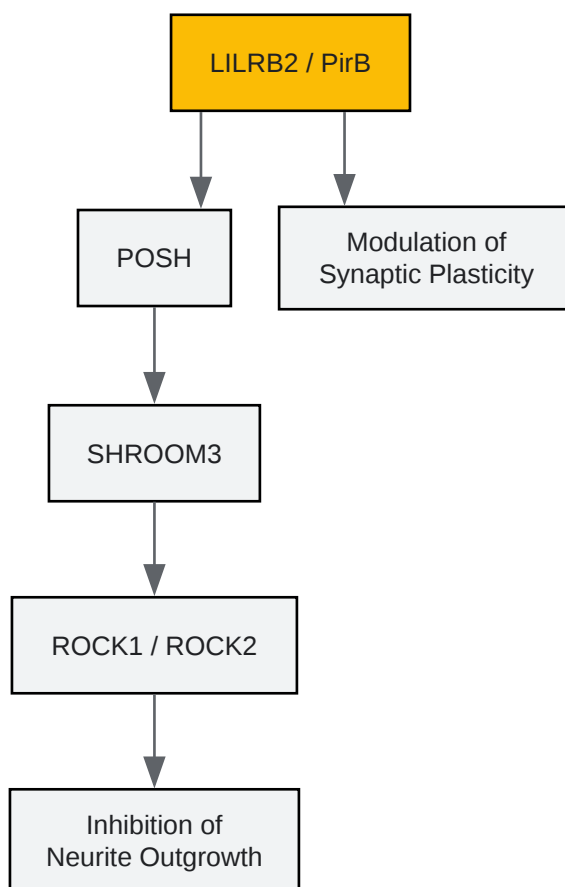 LILRB2 / PirB
POSH
Modulation of
Synaptic Plasticity
SHROOM3
ROCK1 / ROCK2
Inhibition of
Neurite Outgrowth